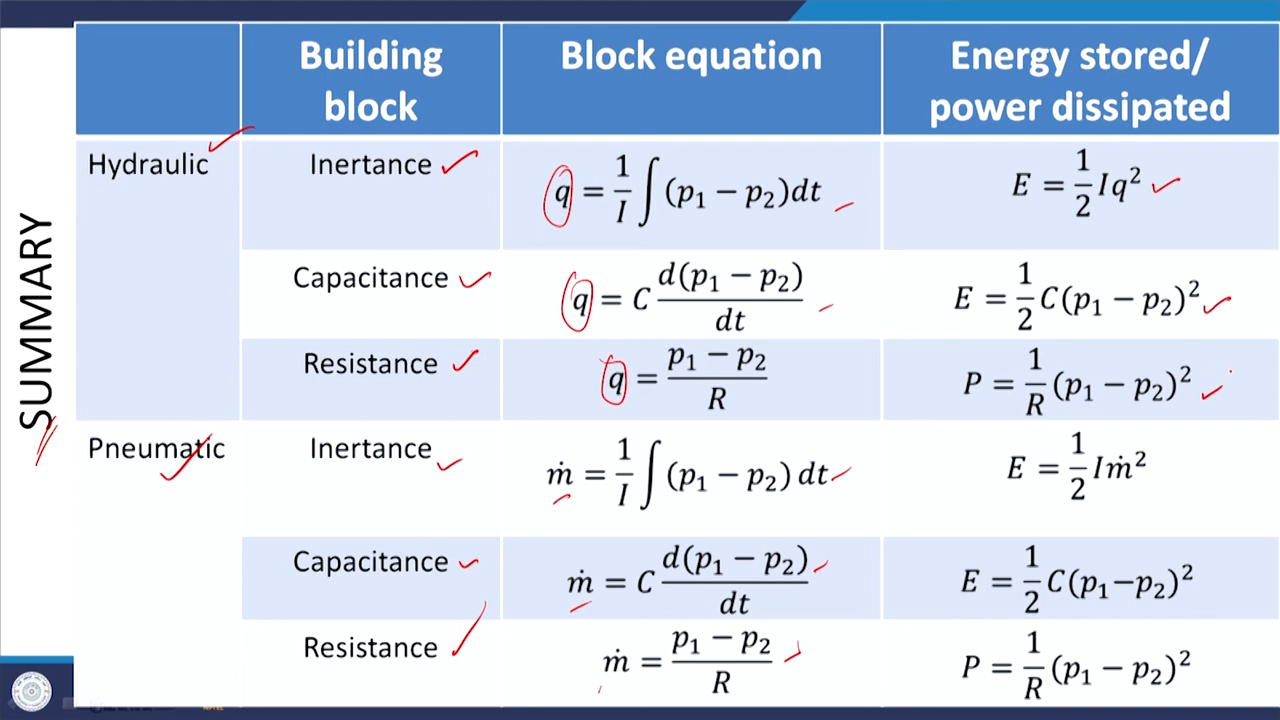 SUMMARY
Building block
Block equation
Energy stored/ power dissipated
Hydraulic
Inertance
q = 1/I ∫ (p₁ − p₂)dt
E = 1/2 Iq²
Capacitance
q = C d(p₁ − p₂)/dt
E = 1/2 C(p₁ − p₂)²
Resistance
q = p₁ − p₂/R
P = 1/R (p₁ − p₂)²
Pneumatic
Inertance
ṁ = 1/I ∫ (p₁ − p₂) dt
E = 1/2 Iṁ²
Capacitance
ṁ = C d(p₁ − p₂)/dt
E = 1/2 C(p₁−p₂)²
Resistance
ṁ = p₁ − p₂/R
P = 1/R (p₁ − p₂)²